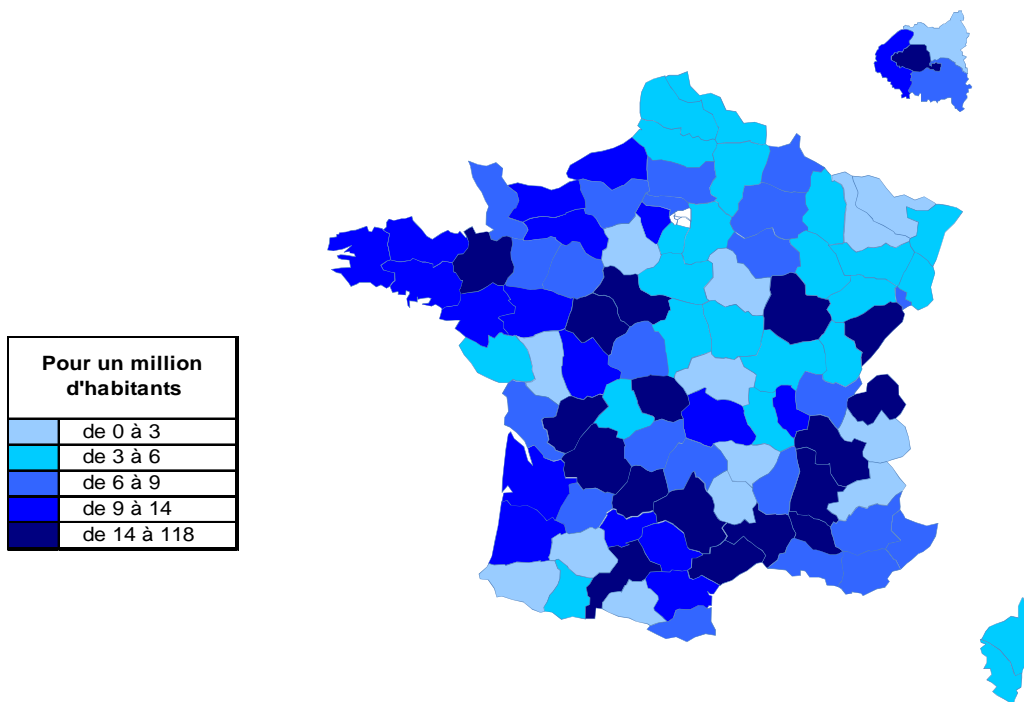 Pour un million
d'habitants
de 0 à 3
de 3 à 6
de 6 à 9
de 9 à 14
de 14 à 118